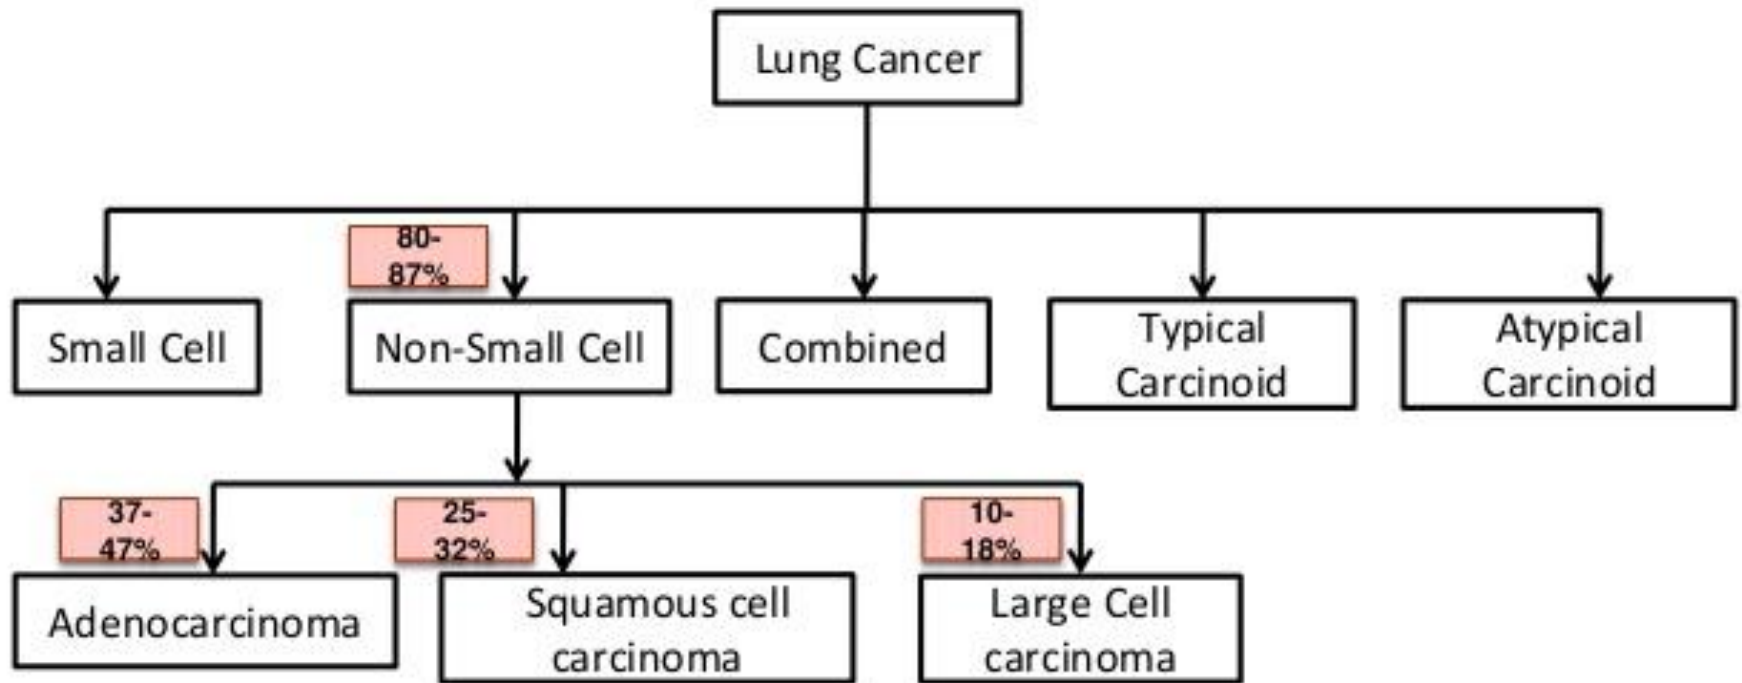 Lung Cancer
80-
87%
Small Cell
Non-Small Cell
Combined
Typical
Carcinoid
Atypical
Carcinoid
37-
47%
25-
32%
10-
18%
Adenocarcinoma
Squamous cell
carcinoma
Large Cell
carcinoma